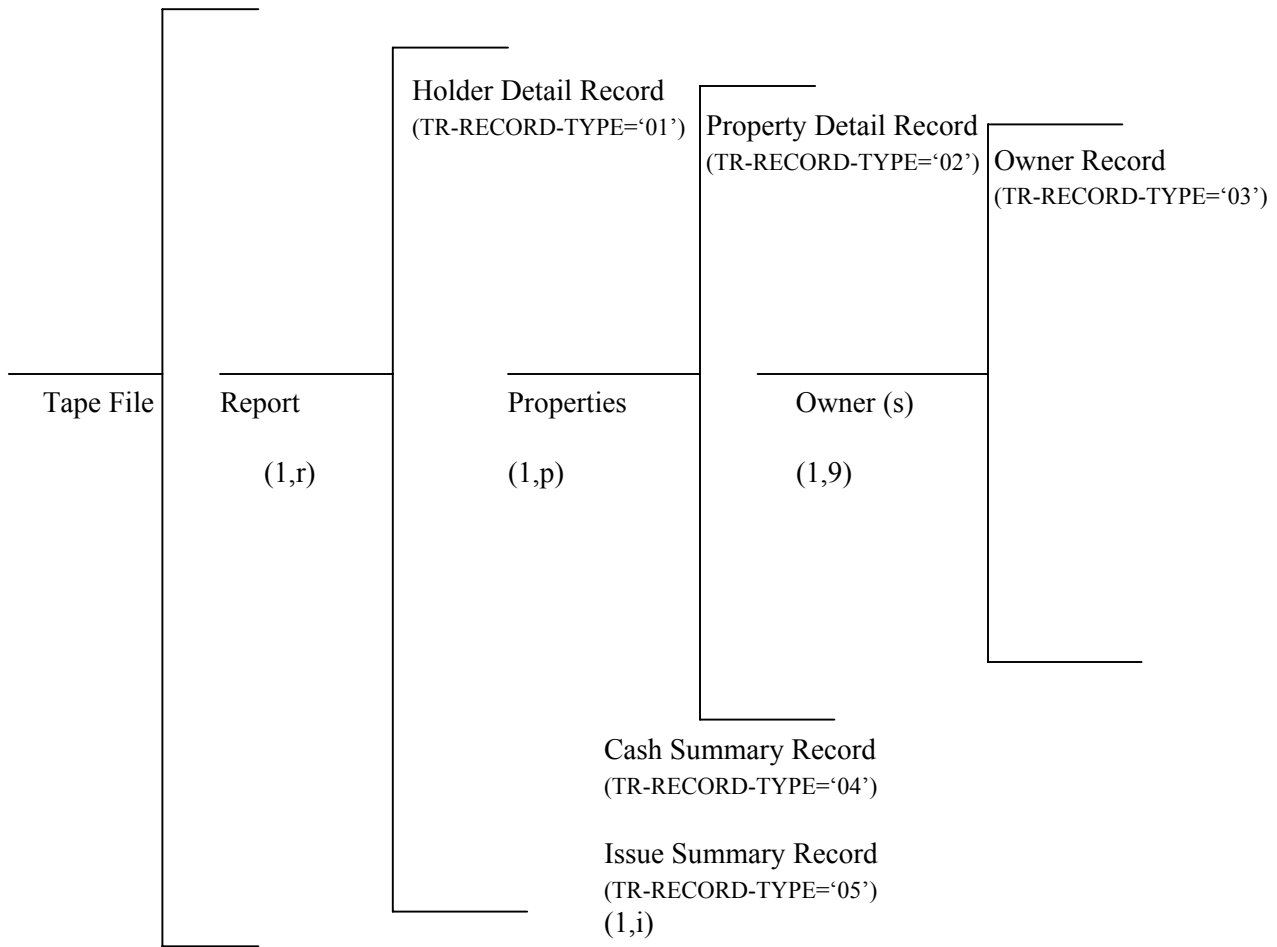 Holder Detail Record
(TR-RECORD-TYPE=‘01’)
Property Detail Record
(TR-RECORD-TYPE=‘02’)
Owner Record
(TR-RECORD-TYPE=‘03’)
Tape File
Report
(1,r)
Properties
(1,p)
Owner (s)
(1,9)
Cash Summary Record
(TR-RECORD-TYPE=‘04’)
Issue Summary Record
(TR-RECORD-TYPE=‘05’)
(1,i)